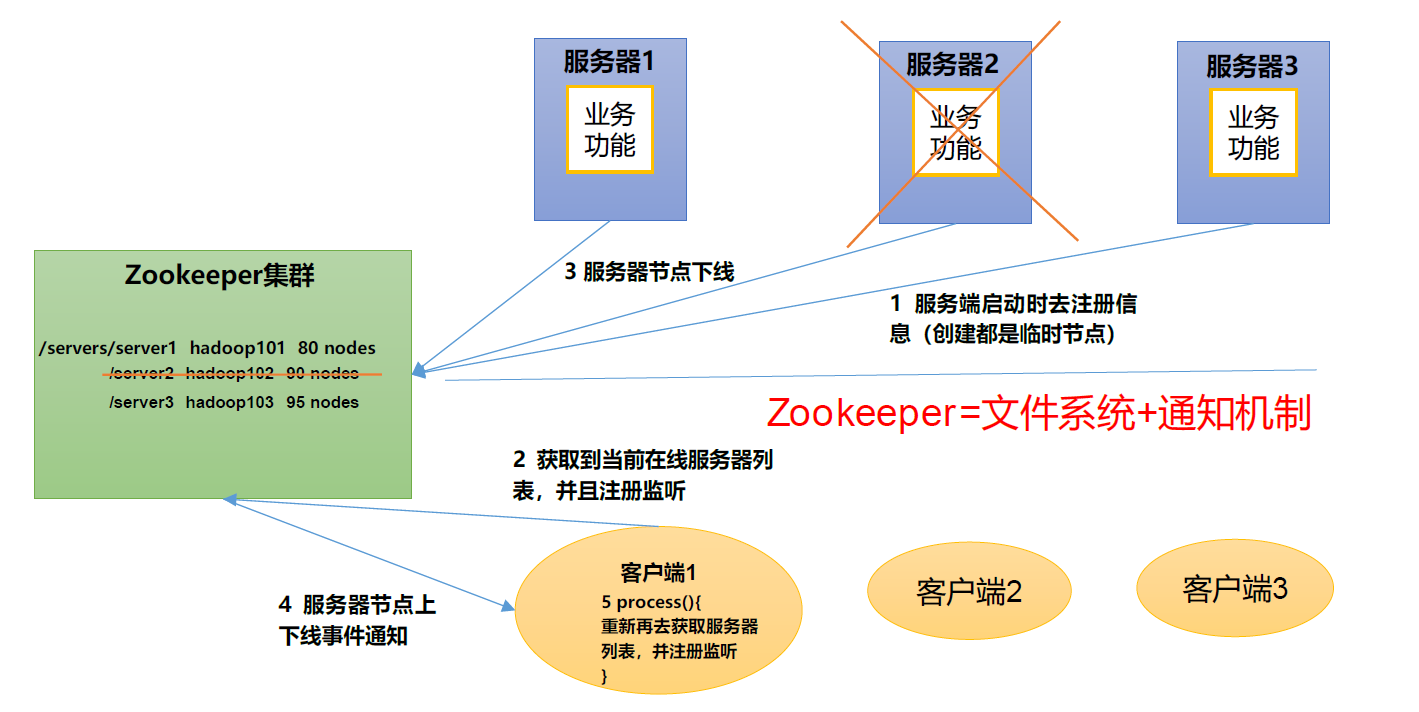 服务器1
业务
功能
服务器2
业务
功能
服务器3
业务
功能
3 服务器节点下线
1 服务端启动时去注册信
息（创建都是临时节点）
Zookeeper集群
/servers/server1 hadoop101 80 nodes
/server2 hadoop102 90 nodes
/server3 hadoop103 95 nodes
Zookeeper=文件系统+通知机制
2 获取到当前在线服务器列
表，并且注册监听
4 服务器节点上
下线事件通知
客户端1
5 process(){
重新再去获取服务器
列表，并注册监听
}
客户端2
客户端3